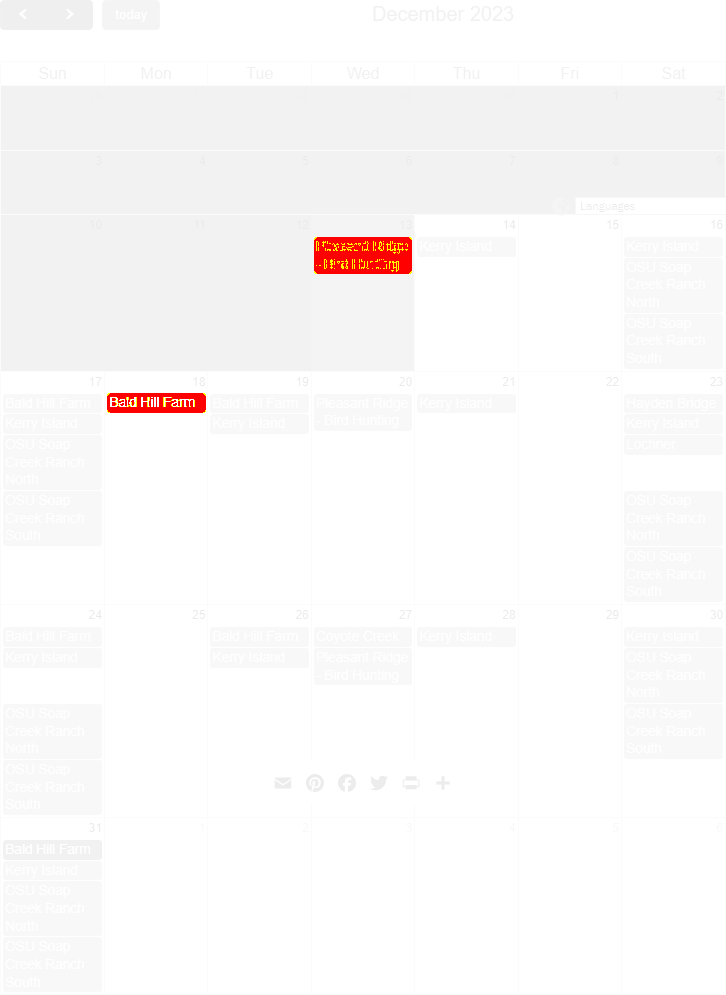 today
December 2023
Sun Mon Tue Wed Thu Fri Sat
1 2
3 4 5 6 7 8 9
Languages
10 11 12 13 14 15 16
Pleasant Ridge
- Bird Hunting
Kerry Island
Kerry Island
OSU Soap
Creek Ranch
North
OSU Soap
Creek Ranch
South
17 18 19 20 21 22 23
Bald Hill Farm
Kerry Island
OSU Soap
Creek Ranch
North
OSU Soap
Creek Ranch
South
Bald Hill Farm
Bald Hill Farm
Kerry Island
Pleasant Ridge
- Bird Hunting
Kerry Island
Hayden Bridge
Kerry Island
Lochner
OSU Soap
Creek Ranch
North
OSU Soap
Creek Ranch
South
24 25 26 27 28 29 30
Bald Hill Farm
Kerry Island
OSU Soap
Creek Ranch
North
OSU Soap
Creek Ranch
South
Bald Hill Farm
Kerry Island
Coyote Creek
Pleasant Ridge
- Bird Hunting
Kerry Island
Kerry Island
OSU Soap
Creek Ranch
North
OSU Soap
Creek Ranch
South
31 1 2 3 4 5 6
Bald Hill Farm
Kerry Island
OSU Soap
Creek Ranch
North
OSU Soap
Creek Ranch
South